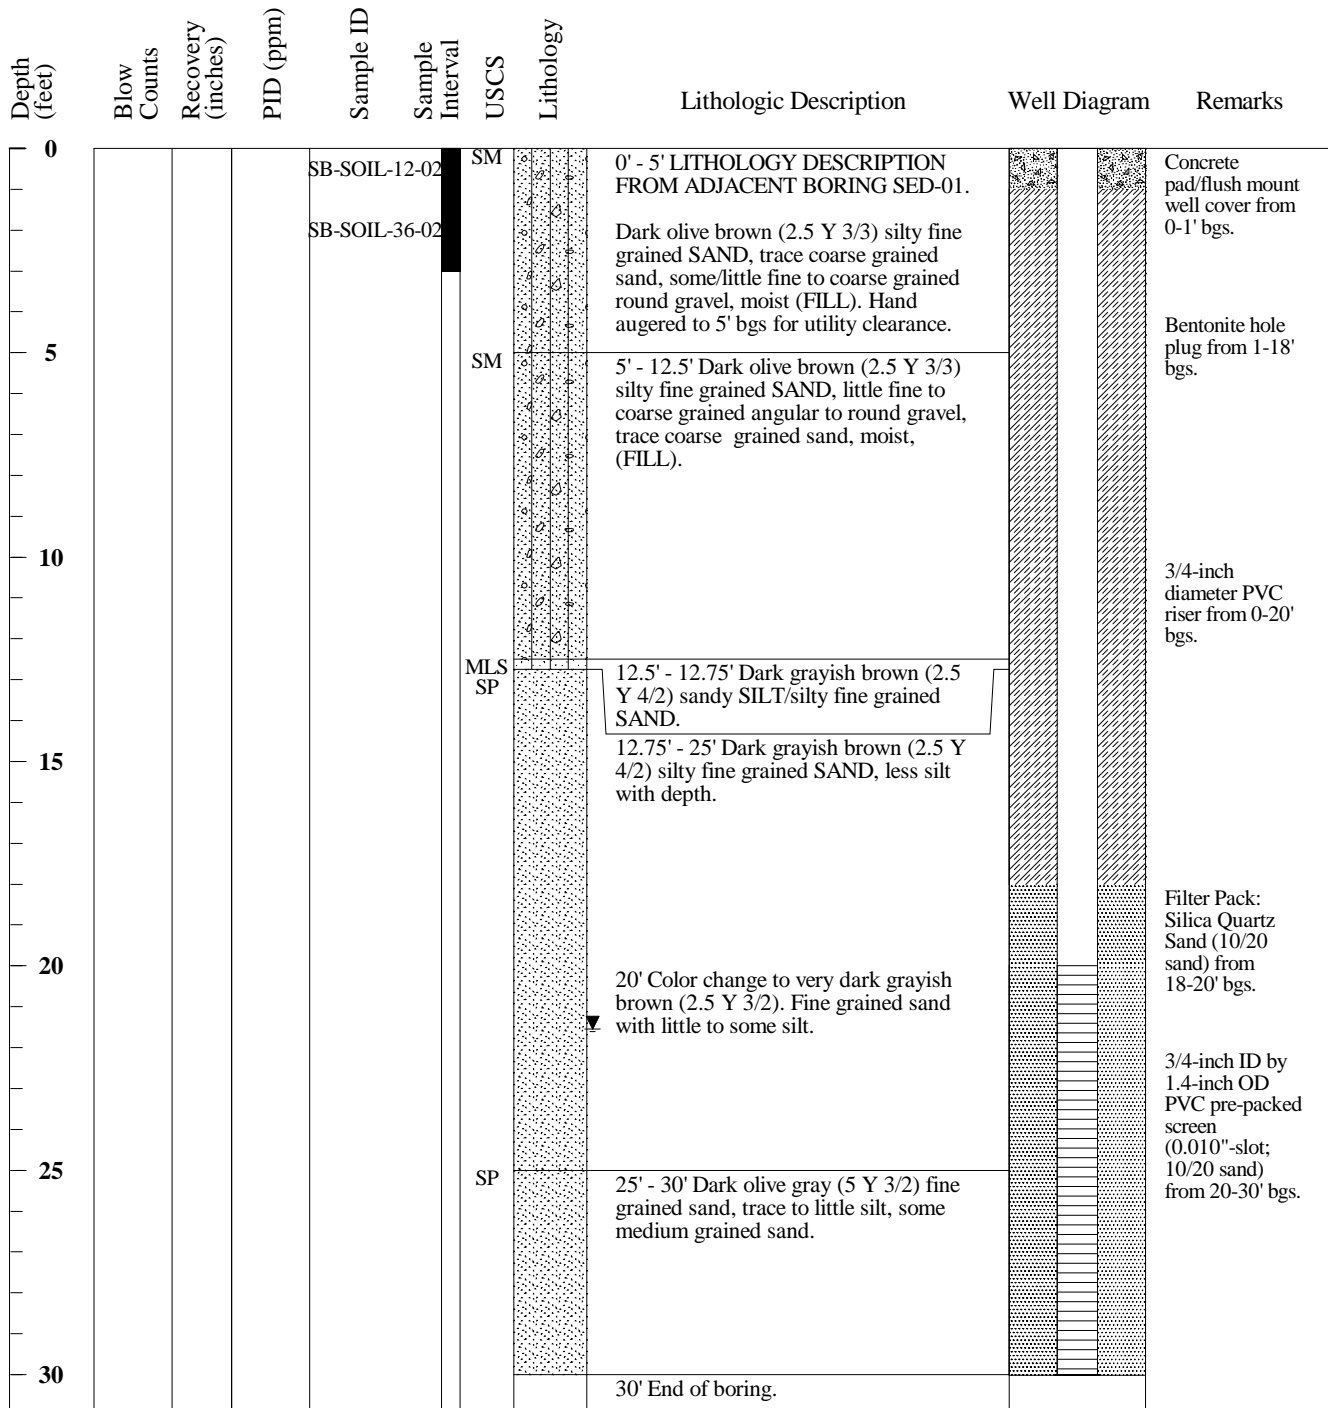 Depth
(feet)
Blow
Counts
Recovery
(inches)
PID (ppm)
Sample ID
Sample
Interval
USCS
Lithology
Lithologic Description
Well Diagram
Remarks
0
SB-SOIL-12-02
SB-SOIL-36-02
SM
0' - 5' LITHOLOGY DESCRIPTION
FROM ADJACENT BORING SED-01.
Dark olive brown (2.5 Y 3/3) silty fine
grained SAND, trace coarse grained
sand, some/little fine to coarse grained
round gravel, moist (FILL). Hand
augered to 5' bgs for utility clearance.
Concrete
pad/flush mount
well cover from
0-1' bgs.
Bentonite hole
plug from 1-18'
bgs.
5
SM
5' - 12.5' Dark olive brown (2.5 Y 3/3)
silty fine grained SAND, little fine to
coarse grained angular to round gravel,
trace coarse  grained sand, moist,
(FILL).
10
3/4-inch
diameter PVC
riser from 0-20'
bgs.
MLS
SP
12.5' - 12.75' Dark grayish brown (2.5
Y 4/2) sandy SILT/silty fine grained
SAND.
12.75' - 25' Dark grayish brown (2.5 Y
4/2) silty fine grained SAND, less silt
with depth.
15
Filter Pack:
Silica Quartz
Sand (10/20
sand) from
18-20' bgs.
20
20' Color change to very dark grayish
brown (2.5 Y 3/2). Fine grained sand
with little to some silt.
3/4-inch ID by
1.4-inch OD
PVC pre-packed
screen
(0.010"-slot;
10/20 sand)
from 20-30' bgs.
25
SP
25' - 30' Dark olive gray (5 Y 3/2) fine
grained sand, trace to little silt, some
medium grained sand.
30
30' End of boring.